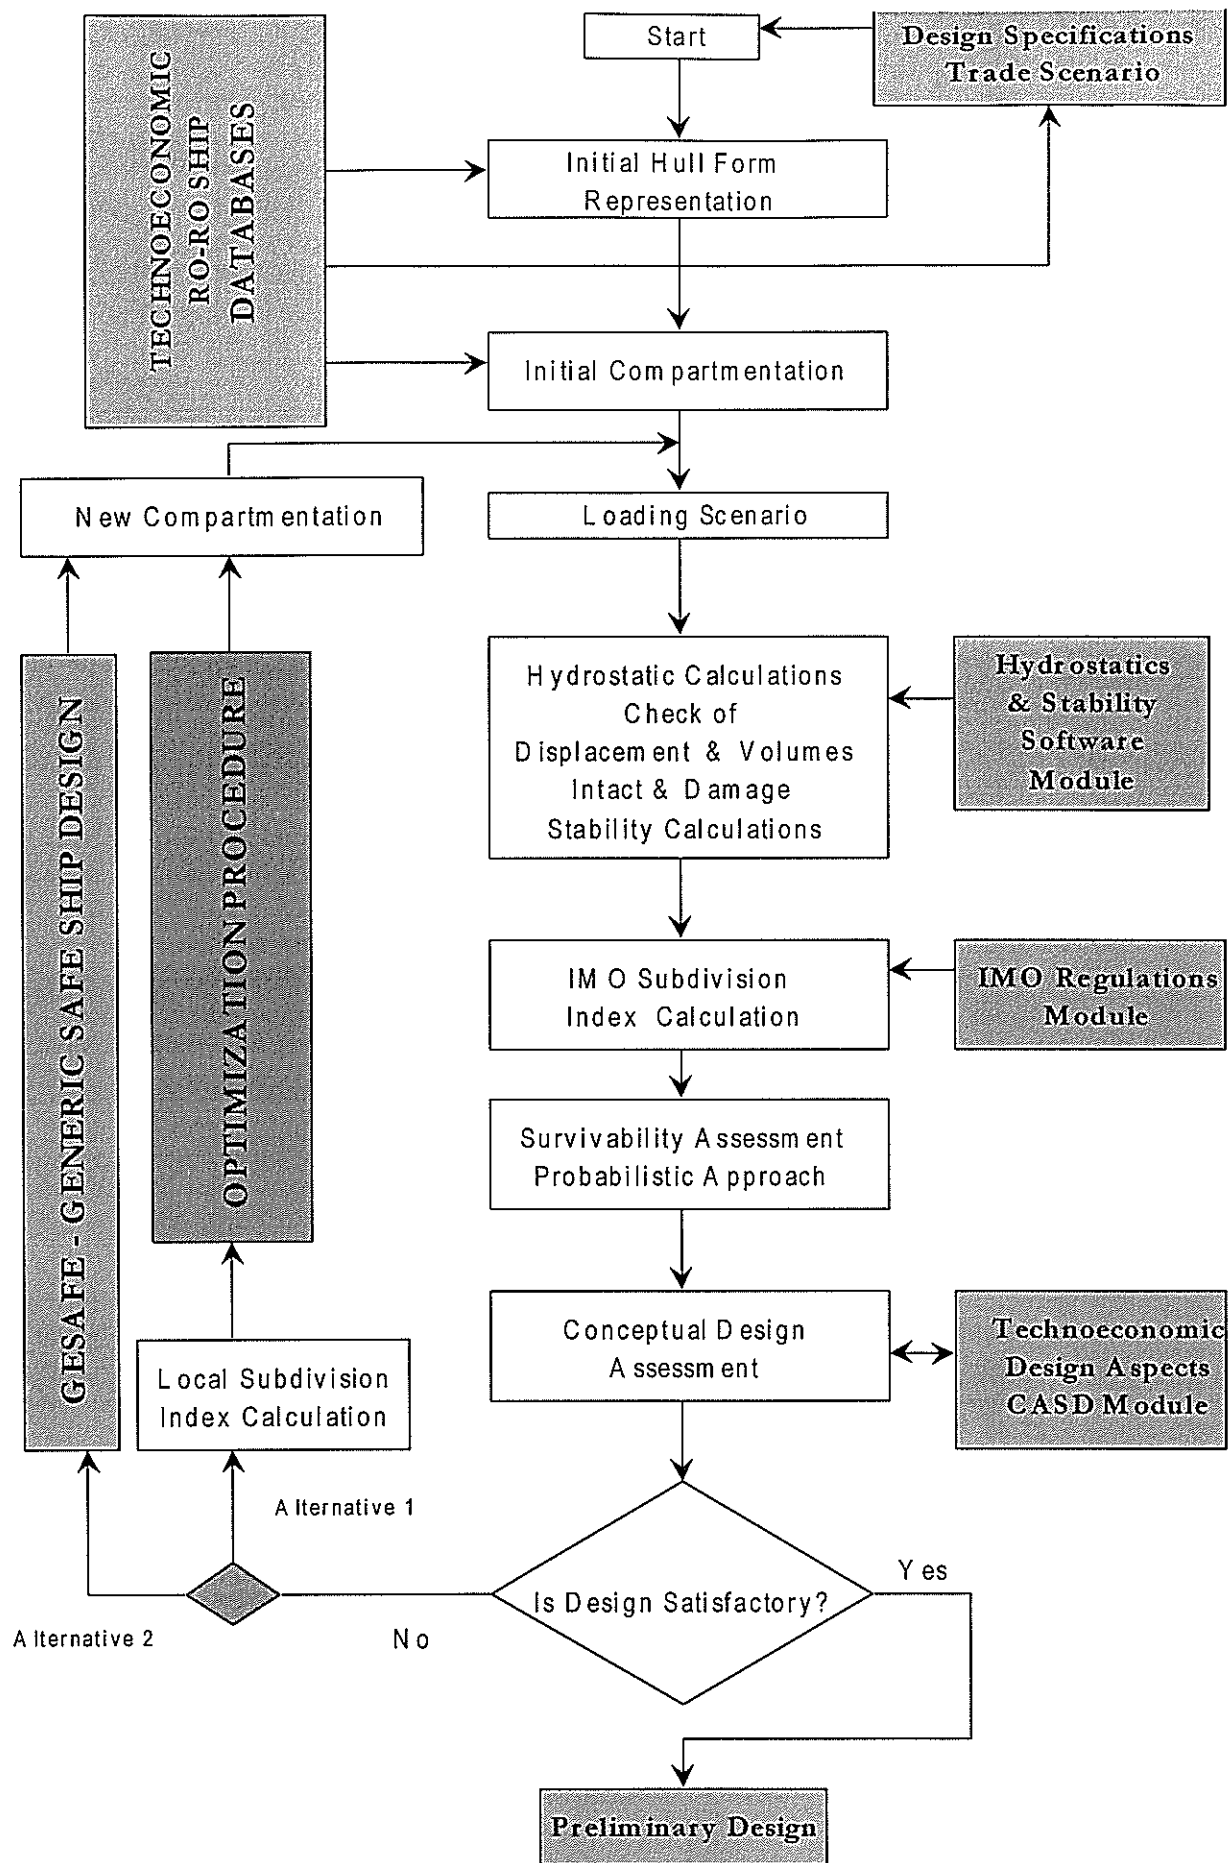 Start
Design Specifications
Trade Scenario
TECHNOECONOMIC
RO-RO SHIP
DATABASES
Initial Hull Form
Representation
Initial Compartmentation
New Compartmentation
Loading Scenario
Hydrostatic Calculations
Check of
Displacement & Volumes
Intact & Damage
Stability Calculations
Hydrostatics
& Stability
Software
Module
GESAFE - GENERIC SAFE SHIP DESIGN
OPTIMIZATION PROCEDURE
IMO Subdivision
Index Calculation
IMO Regulations
Module
Survivability Assessment
Probabilistic Approach
Conceptual Design
Assessment
Technoeconomic
Design Aspects
CASD Module
Local Subdivision
Index Calculation
Alternative 1
Is Design Satisfactory?
Yes
Alternative 2
No
Preliminary Design